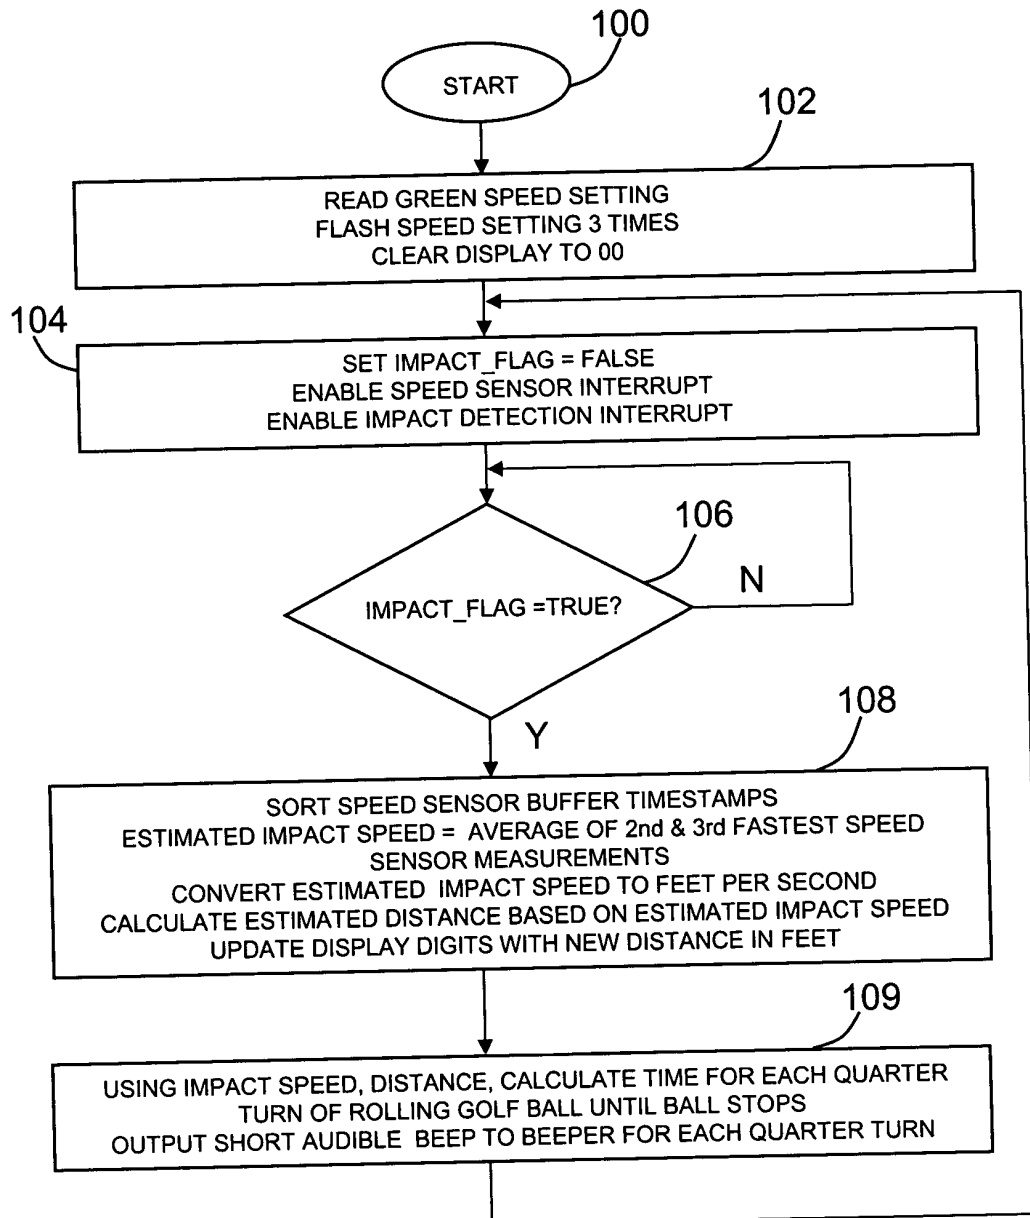 100
START
102
READ GREEN SPEED SETTING
FLASH SPEED SETTING 3 TIMES
CLEAR DISPLAY TO 00
104
SET IMPACT_FLAG = FALSE
ENABLE SPEED SENSOR INTERRUPT
ENABLE IMPACT DETECTION INTERRUPT
106
IMPACT_FLAG =TRUE?
N
Y
108
SORT SPEED SENSOR BUFFER TIMESTAMPS
ESTIMATED IMPACT SPEED = AVERAGE OF 2nd & 3rd FASTEST SPEED
SENSOR MEASUREMENTS
CONVERT ESTIMATED IMPACT SPEED TO FEET PER SECOND
CALCULATE ESTIMATED DISTANCE BASED ON ESTIMATED IMPACT SPEED
UPDATE DISPLAY DIGITS WITH NEW DISTANCE IN FEET
109
USING IMPACT SPEED, DISTANCE, CALCULATE TIME FOR EACH QUARTER
TURN OF ROLLING GOLF BALL UNTIL BALL STOPS
OUTPUT SHORT AUDIBLE BEEP TO BEEPER FOR EACH QUARTER TURN